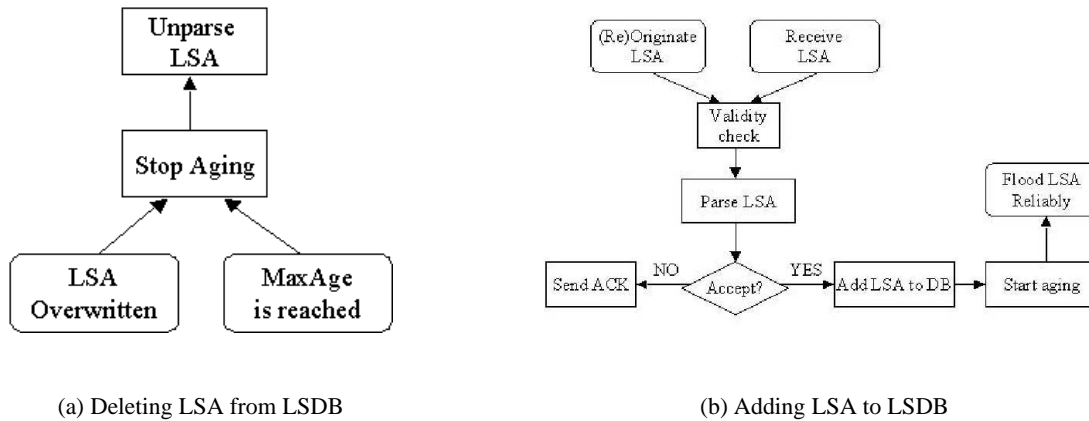 Unparse
LSA
Stop Aging
LSA
Overwritten
MaxAge
is reached
(a) Deleting LSA from LSDB
(Re)Originate
LSA
Receive
LSA
Validity
check
Parse LSA
Flood LSA
Reliably
Send ACK
NO
Accept?
YES
Add LSA to DB
Start aging
(b) Adding LSA to LSDB